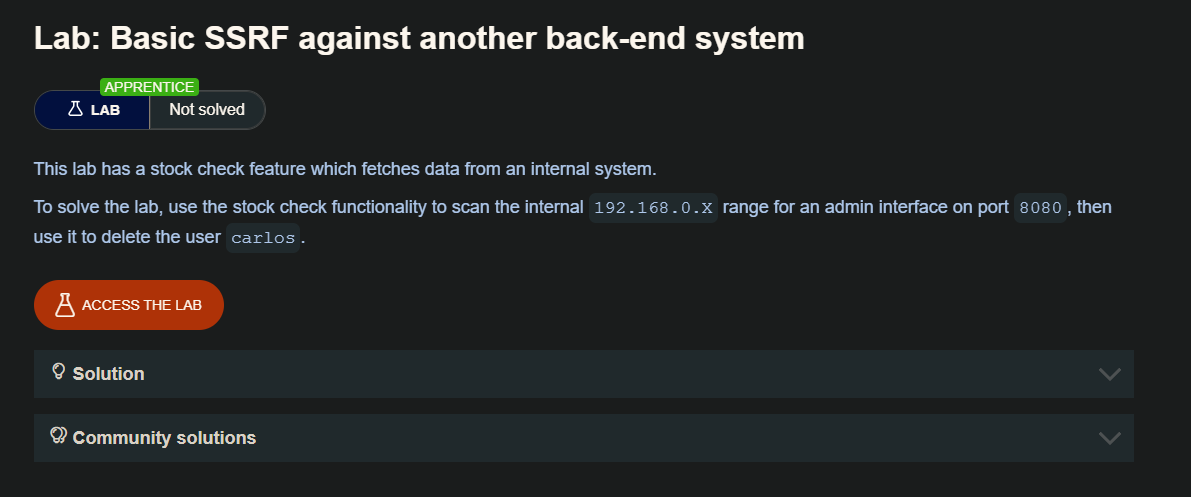 Lab: Basic SSRF against another back-end system
APPRENTICE
LAB
Not solved
This lab has a stock check feature which fetches data from an internal system.
To solve the lab, use the stock check functionality to scan the internal 192.168.0.X range for an admin interface on port 8080, then
use it to delete the user carlos.
ACCESS THE LAB
Solution
Community solutions